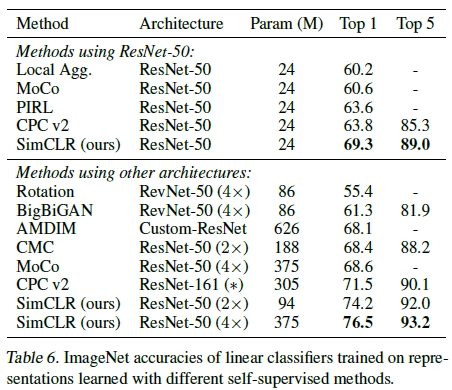 Method Architecture Param (M) Top 1 Top 5
Methods using ResNet-50:
Local Agg. ResNet-50 24 60.2 -
MoCo ResNet-50 24 60.6 -
PIRL ResNet-50 24 63.6 -
CPC v2 ResNet-50 24 63.8 85.3
SimCLR (ours) ResNet-50 24 69.3 89.0
Methods using other architectures:
Rotation RevNet-50 (4×) 86 55.4 -
BigBiGAN RevNet-50 (4×) 86 61.3 81.9
AMDIM Custom-ResNet 626 68.1 -
CMC ResNet-50 (2×) 188 68.4 88.2
MoCo ResNet-50 (4×) 375 68.6 -
CPC v2 ResNet-161 (∗) 305 71.5 90.1
SimCLR (ours) ResNet-50 (2×) 94 74.2 92.0
SimCLR (ours) ResNet-50 (4×) 375 76.5 93.2
Table 6. ImageNet accuracies of linear classifiers trained on repre-
sentations learned with different self-supervised methods.